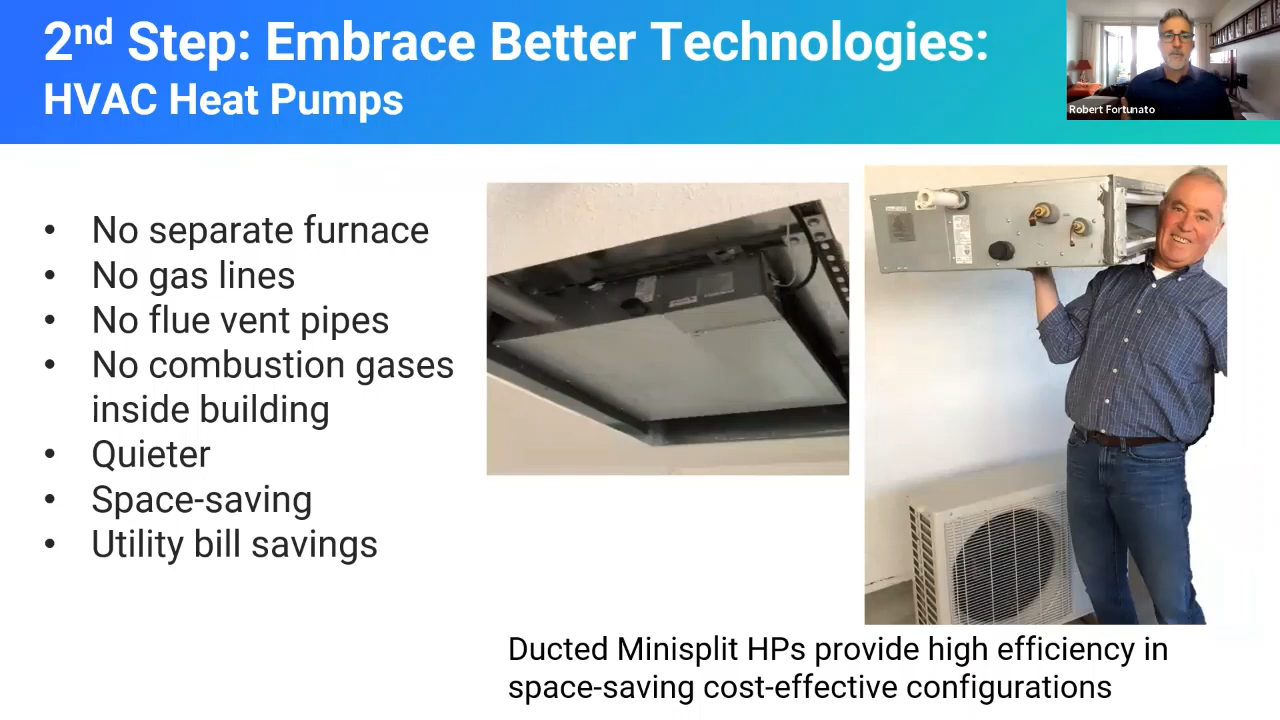 2nd Step: Embrace Better Technologies:
HVAC Heat Pumps
Robert Fortunato
• No separate furnace
• No gas lines
• No flue vent pipes
• No combustion gases
inside building
• Quieter
• Space-saving
• Utility bill savings
Ducted Minisplit HPs provide high efficiency in
space-saving cost-effective configurations